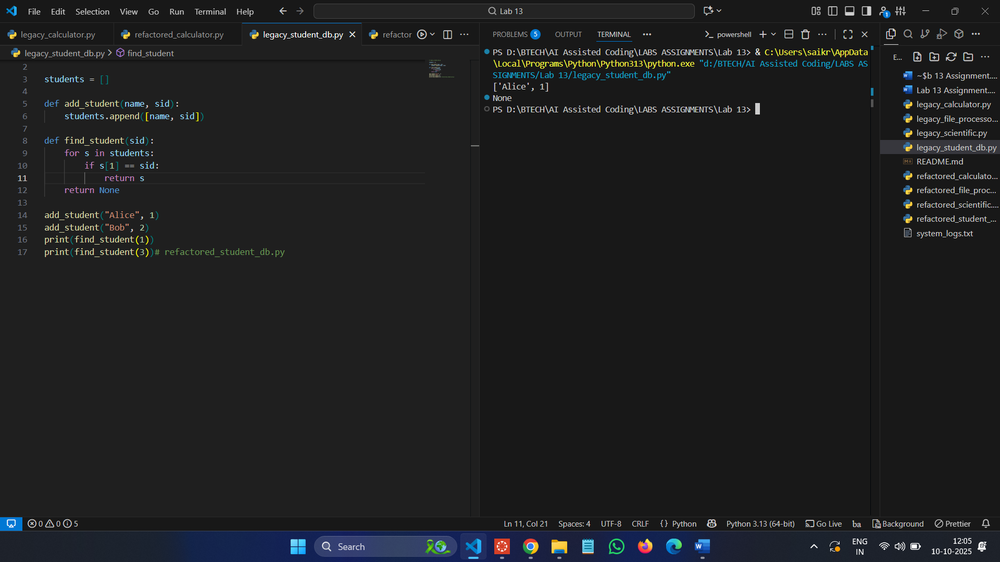 File Edit Selection View Go Run Terminal Help
Lab 13
1
legacy_calculator.py
refactored_calculator.py
legacy_student_db.py
refactor
legacy_student_db.py > find_student
2
3 students = []
4
5 def add_student(name, sid):
6 students.append([name, sid])
7
8 def find_student(sid):
9 for s in students:
10 if s[1] == sid:
11 return s
12 return None
13
14 add_student("Alice", 1)
15 add_student("Bob", 2)
16 print(find_student(1))
17 print(find_student(3))# refactored_student_db.py
PROBLEMS 5 OUTPUT TERMINAL
powershell
PS D:\BTECH\AI Assisted Coding\LABS ASSIGNMENTS\Lab 13> & C:\Users\saikr\AppData
\Local\Programs\Python\Python313\python.exe "d:/BTECH/AI Assisted Coding/LABS AS
SIGNMENTS/Lab 13/legacy_student_db.py"
['Alice', 1]
None
PS D:\BTECH\AI Assisted Coding\LABS ASSIGNMENTS\Lab 13>
E...
~$b 13 Assignment....
Lab 13 Assignment....
legacy_calculator.py
legacy_file_processo...
legacy_scientific.py
legacy_student_db.py
README.md
refactored_calculato...
refactored_file_proc...
refactored_scientific....
refactored_student_...
system_logs.txt
0 0 5
Ln 11, Col 21 Spaces: 4 UTF-8 CRLF {} Python Python 3.13 (64-bit) Go Live ba Background Prettier
Search
ENG
IN
12:05
10-10-2025